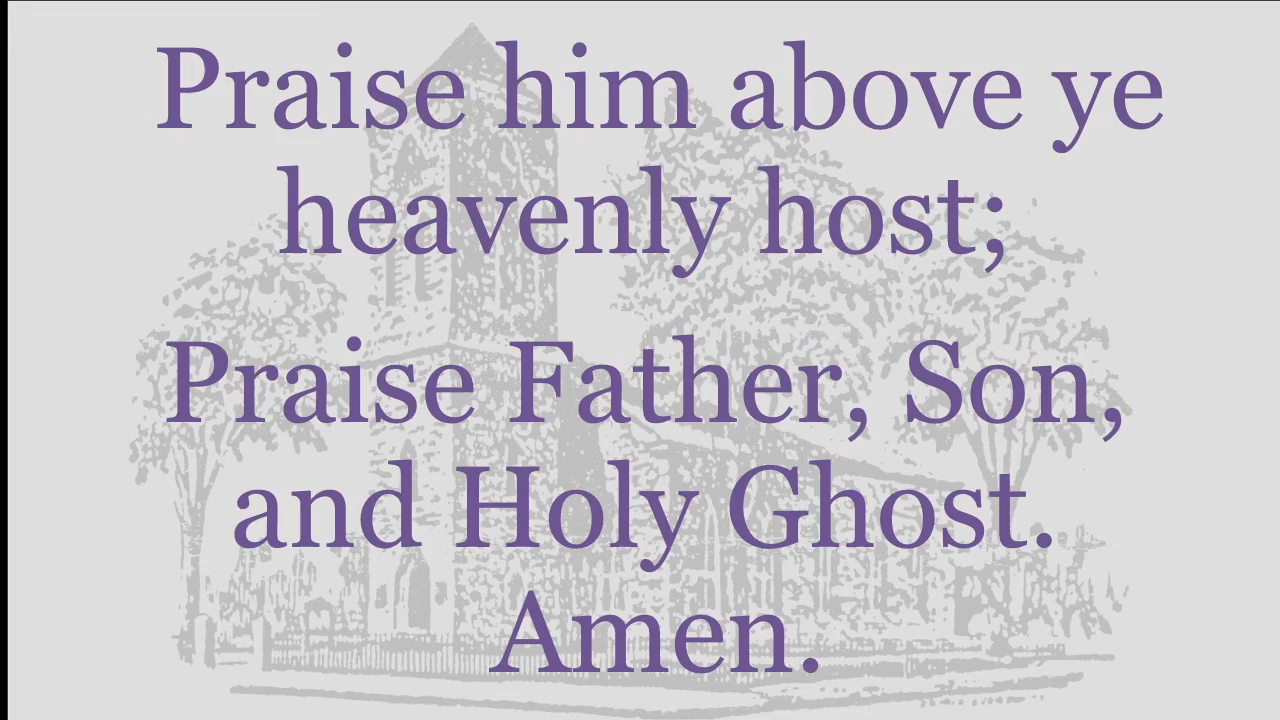 Praise him above ye
heavenly host;
Praise Father, Son,
and Holy Ghost.
Amen.